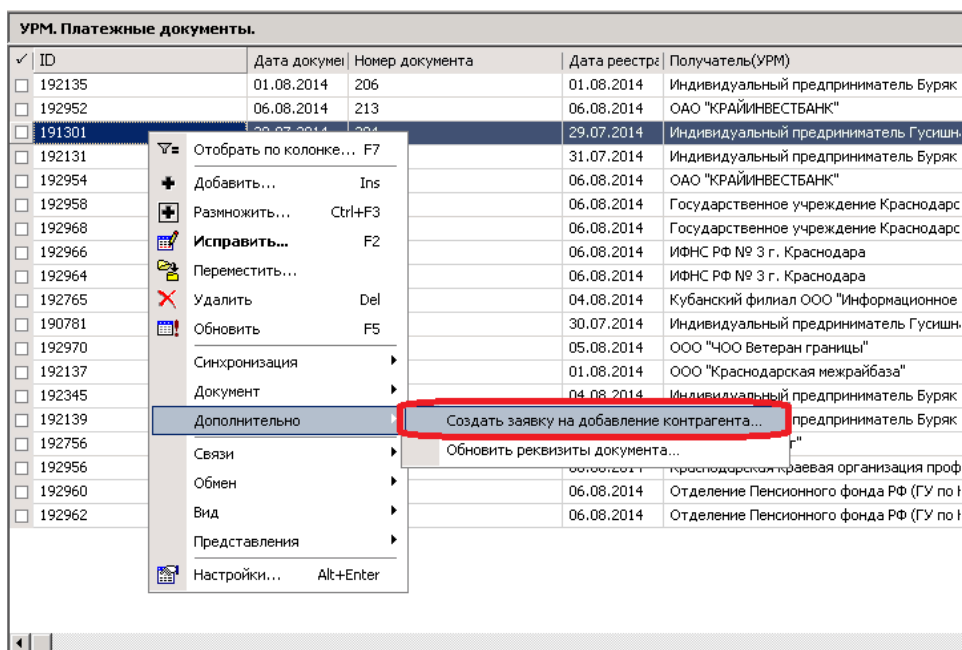 УРМ. Платежные документы.
ID Дата докумен Номер документа Дата реестра Получатель(УРМ)
192135 01.08.2014 206 01.08.2014 Индивидуальный предприниматель Буряк
192952 06.08.2014 213 06.08.2014 ОАО "КРАЙИНВЕСТБАНК"
191301 29.07.2014 Индивидуальный предприниматель Гусишн
192131 31.07.2014 Индивидуальный предприниматель Буряк
192954 06.08.2014 ОАО "КРАЙИНВЕСТБАНК"
192958 06.08.2014 Государственное учреждение Краснодарс
192968 06.08.2014 Государственное учреждение Краснодарс
192966 06.08.2014 ИФНС РФ № 3 г. Краснодара
192964 06.08.2014 ИФНС РФ № 3 г. Краснодара
192765 04.08.2014 Кубанский филиал ООО "Информационное
190781 30.07.2014 Индивидуальный предприниматель Гусишн
192970 05.08.2014 ООО "ЧОО Ветеран границы"
192137 01.08.2014 ООО "Краснодарская межрайбаза"
192345 04.08.2014 Индивидуальный предприниматель Буряк
192139 предприниматель Буряк
192756
192956 Краснодарская краевая организация проф
192960 06.08.2014 Отделение Пенсионного фонда РФ (ГУ по
192962 06.08.2014 Отделение Пенсионного фонда РФ (ГУ по
Отобрать по колонке... F7
Добавить... Ins
Размножить... Ctrl+F3
Исправить... F2
Переместить...
Удалить Del
Обновить F5
Синхронизация
Документ
Дополнительно
Связи
Обмен
Вид
Представления
Настройки... Alt+Enter
Создать заявку на добавление контрагента...
Обновить реквизиты документа...